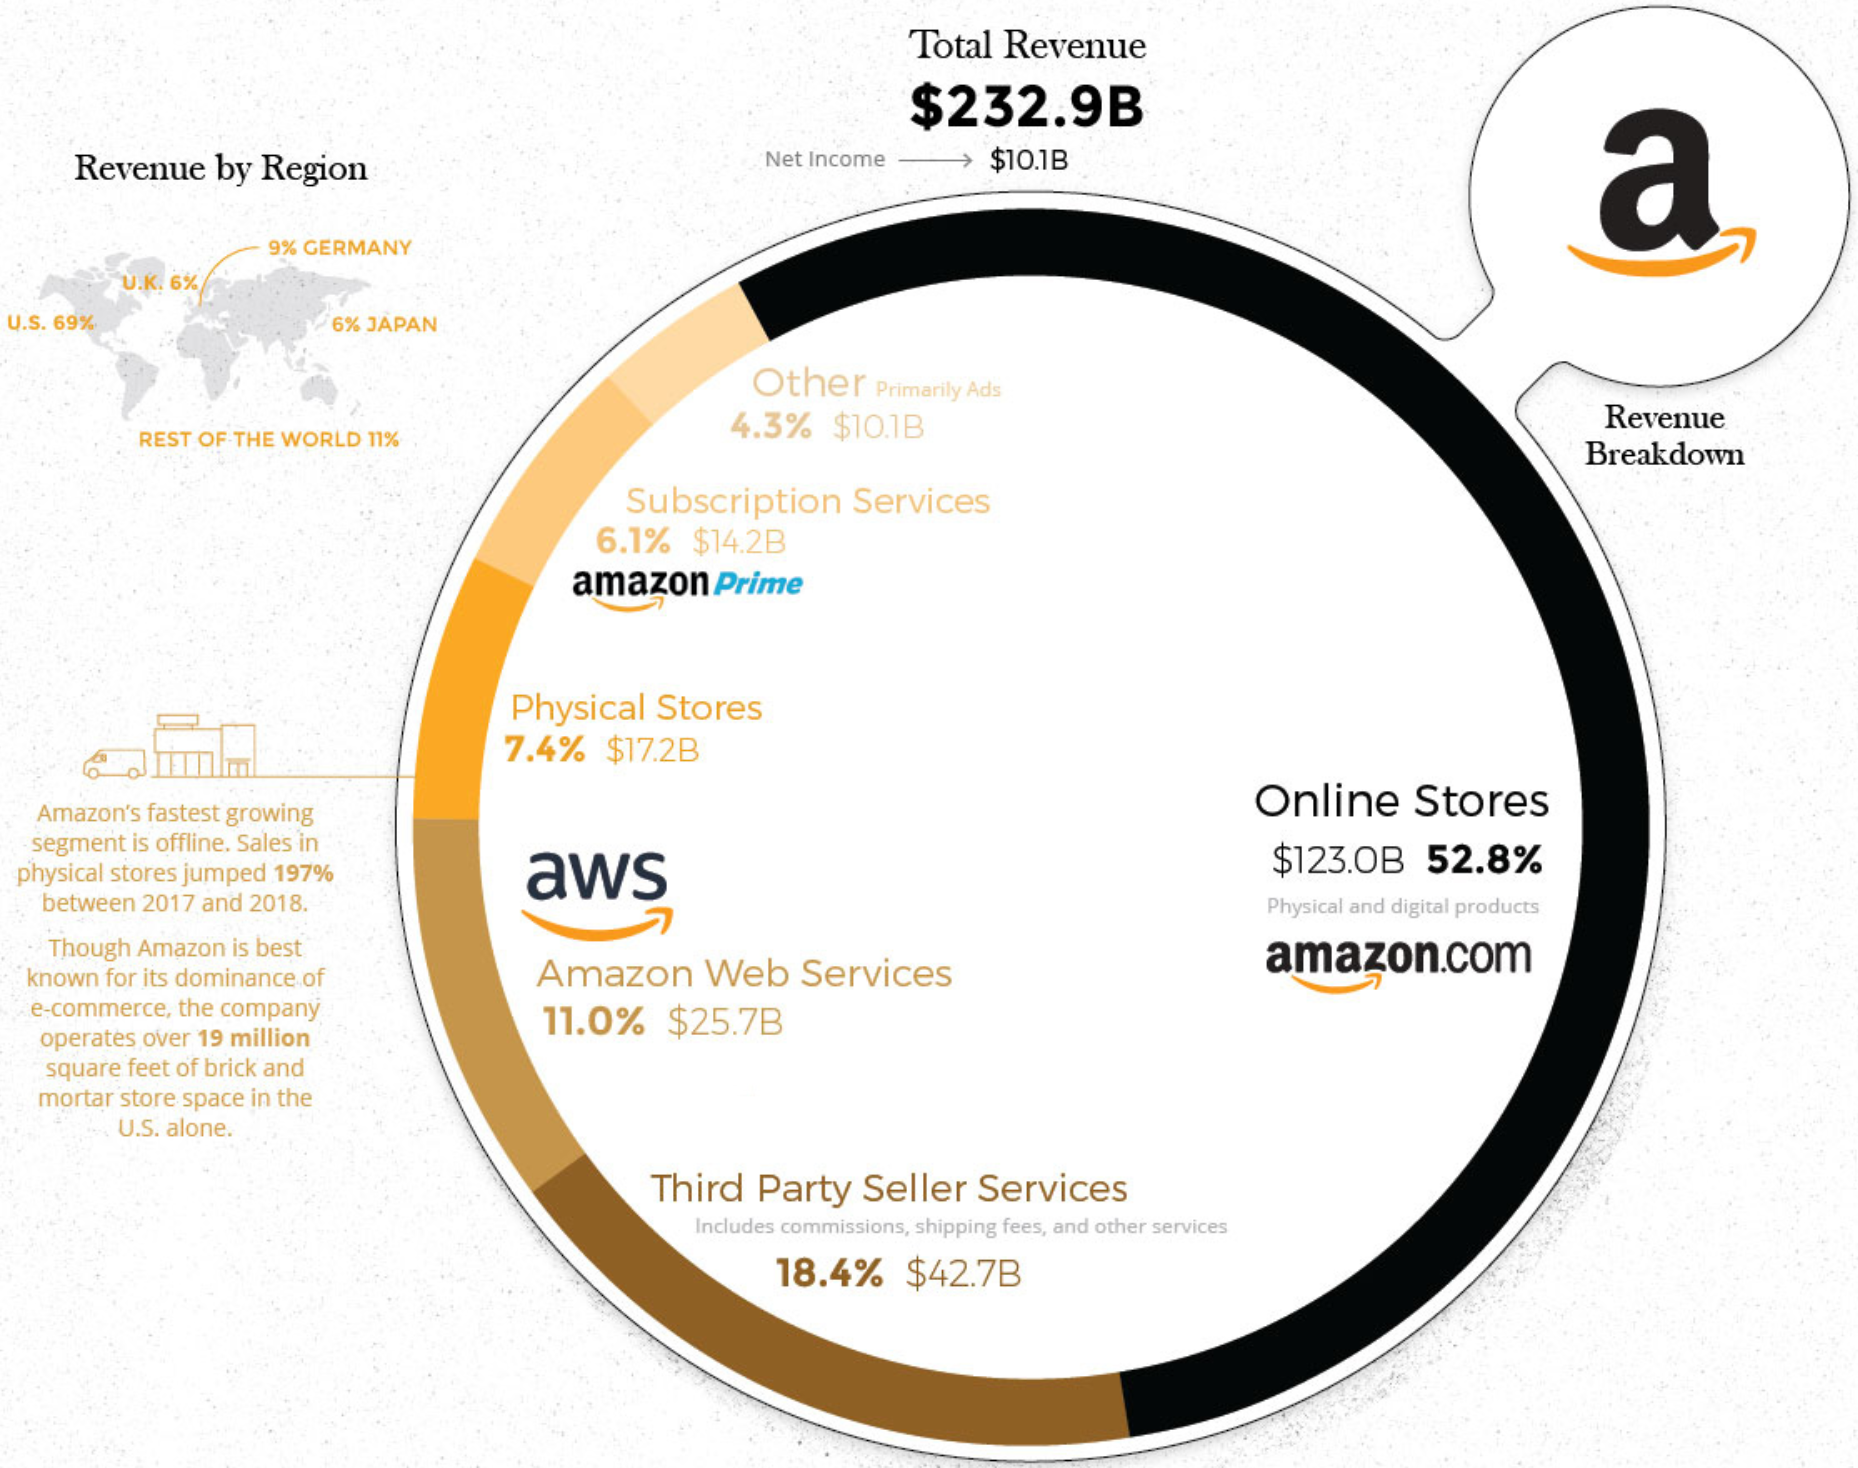 Total Revenue
$232.9B
Net Income $10.1B
a
Revenue
Breakdown
Revenue by Region
9% GERMANY
U.K. 6%
U.S. 69%
6% JAPAN
REST OF THE WORLD 11%
Other Primarily Ads
4.3% $10.1B
Subscription Services
6.1% $14.2B
amazon Prime
Physical Stores
7.4% $17.2B
Amazon's fastest growing
segment is offline. Sales in
physical stores jumped 197%
between 2017 and 2018.
Though Amazon is best
known for its dominance of
e-commerce, the company
operates over 19 million
square feet of brick and
mortar store space in the
U.S. alone.
aws
Amazon Web Services
11.0% $25.7B
Online Stores
$123.0B 52.8%
Physical and digital products
amazon.com
Third Party Seller Services
Includes commissions, shipping fees, and other services
18.4% $42.7B